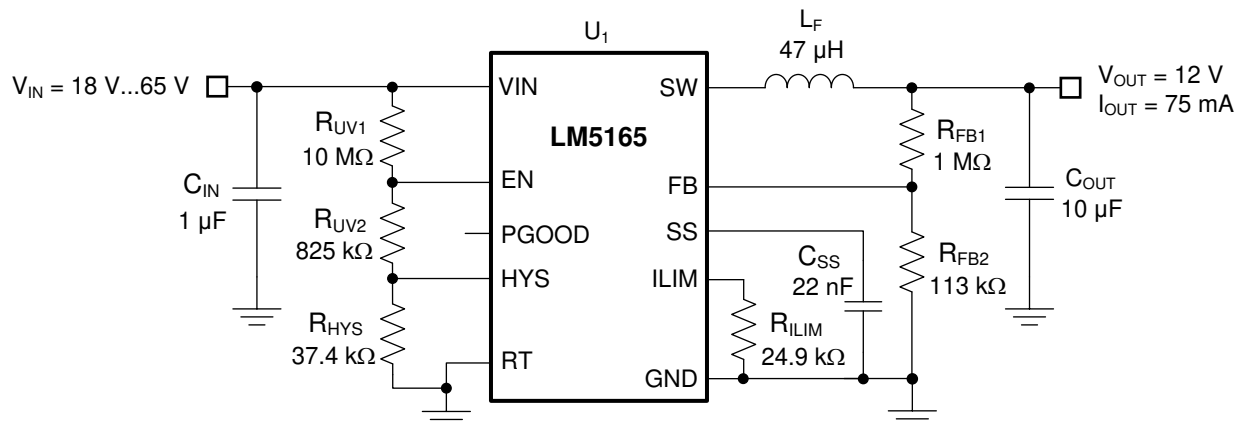 U1
LF
47 µH
VIN = 18 V...65 V
VIN
SW
VOUT = 12 V
IOUT = 75 mA
LM5165
RUV1
10 MΩ
RFB1
1 MΩ
CIN
1 µF
EN
FB
COUT
10 µF
RUV2
825 kΩ
PGOOD
SS
CSS
22 nF
RFB2
113 kΩ
HYS
ILIM
RHYS
37.4 kΩ
RILIM
24.9 kΩ
RT
GND